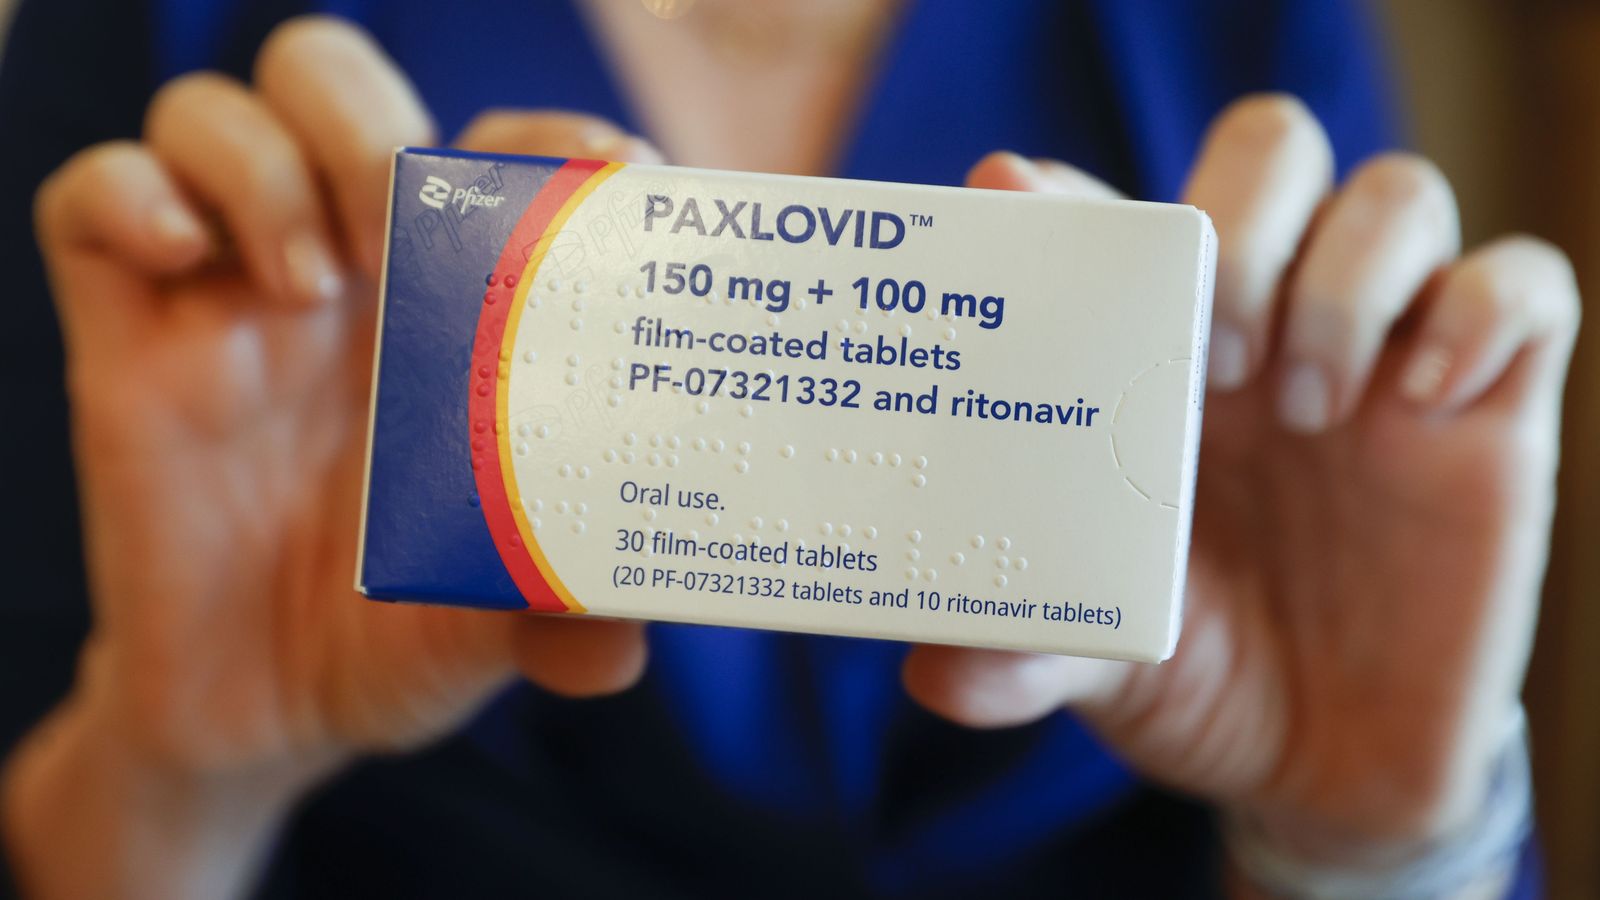 Pfizer
PAXLOVID™
150 mg + 100 mg
film-coated tablets
PF-07321332 and ritonavir
Oral use.
30 film-coated tablets
(20 PF-07321332 tablets and 10 ritonavir tablets)